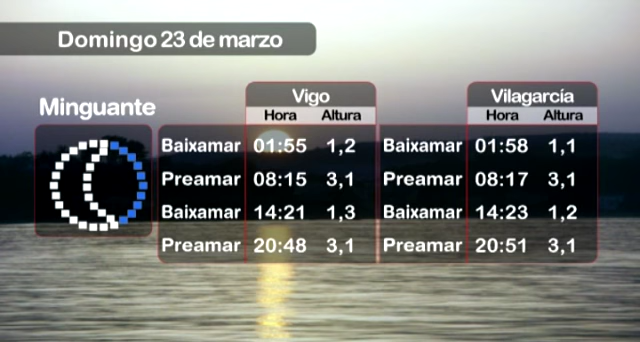 Domingo 23 de marzo
Minguante
Vigo Vilagarcía
Hora Altura Hora Altura
Baixamar 01:55 1,2 Baixamar 01:58 1,1
Preamar 08:15 3,1 Preamar 08:17 3,1
Baixamar 14:21 1,3 Baixamar 14:23 1,2
Preamar 20:48 3,1 Preamar 20:51 3,1